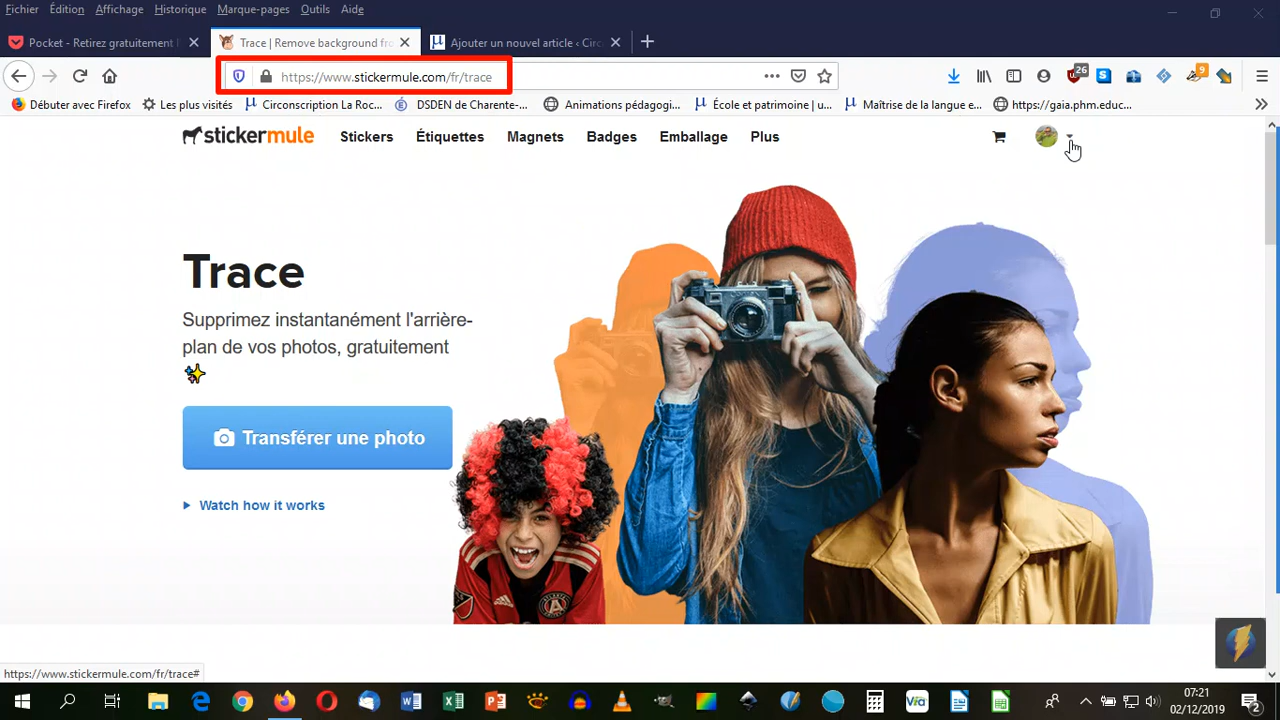 Fichier Édition Affichage Historique Marque-pages Outils Aide
Pocket - Retirez gratuitement
Trace | Remove background fro
Ajouter un nouvel article ‹ Circ
https://www.stickermule.com/fr/trace
26
9
Débuter avec Firefox Les plus visités Circonscription La Roc... DSDEN de Charente-... Animations pédagogi... École et patrimoine | u... Maîtrise de la langue e... https://gaia.phm.educ...
stickermule Stickers Étiquettes Magnets Badges Emballage Plus
Trace
Supprimez instantanément l'arrière-
plan de vos photos, gratuitement
Transférer une photo
Watch how it works
https://www.stickermule.com/fr/trace#
07:21
02/12/2019
2